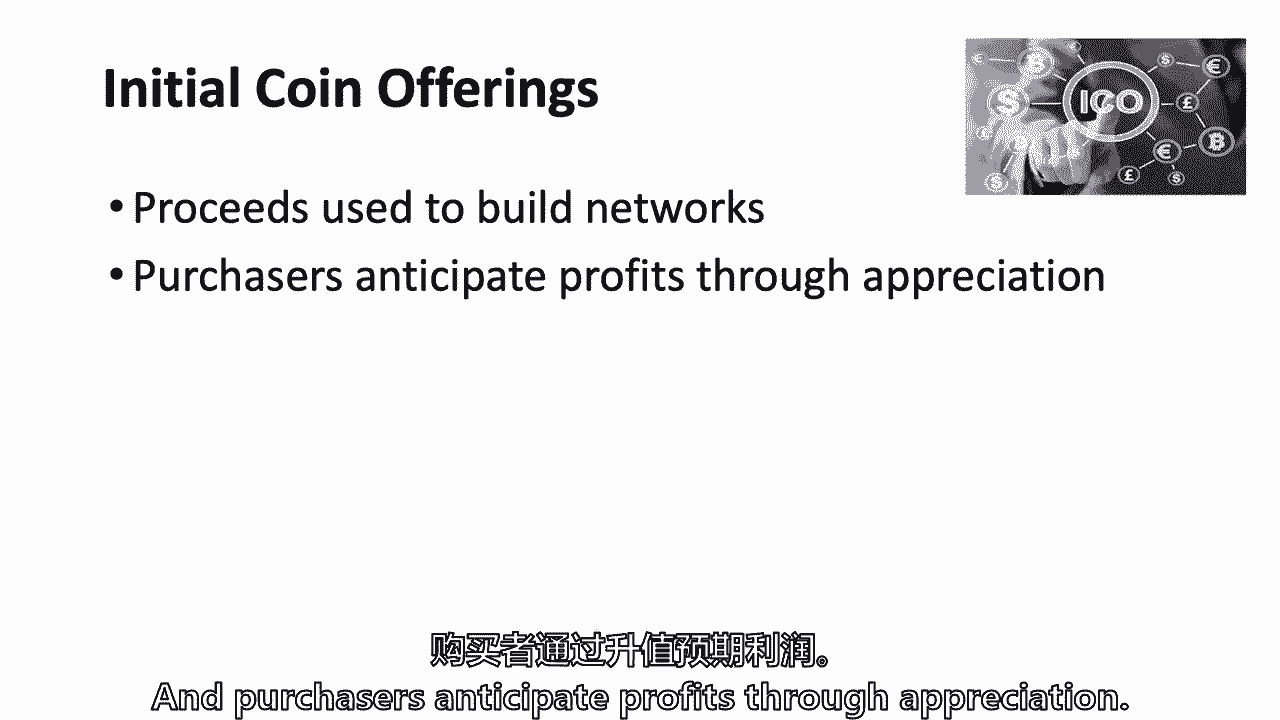 Initial Coin Offerings
ICO
• Proceeds used to build networks
• Purchasers anticipate profits through appreciation
购买者通过升值预期利润。
And purchasers anticipate profits through appreciation.